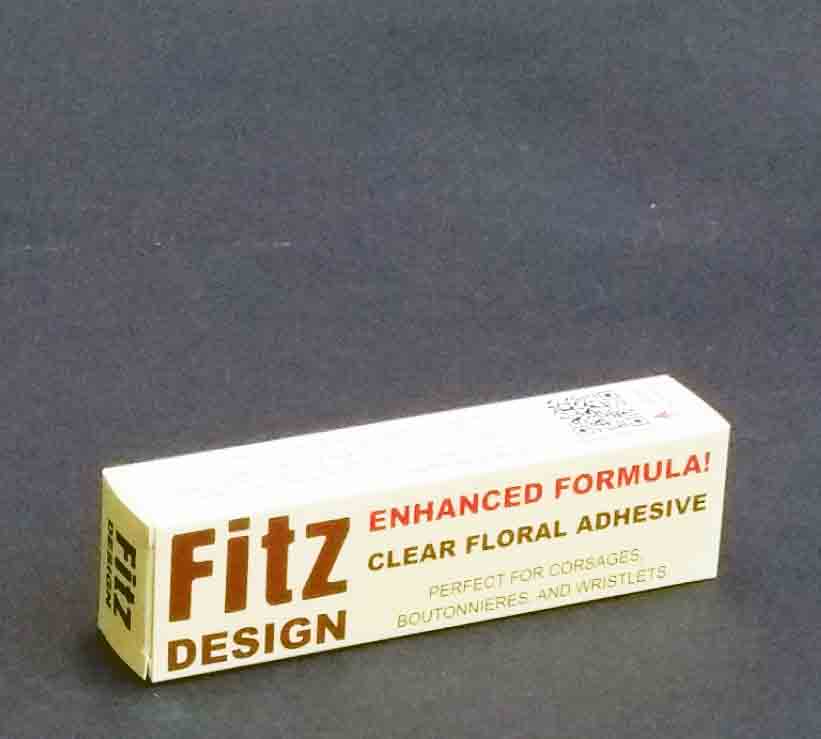 Fitz
DESIGN
Fitz
DESIGN
ENHANCED FORMULA!
CLEAR FLORAL ADHESIVE
PERFECT FOR CORSAGES,
BOUTONNIERES, AND WRISTLETS